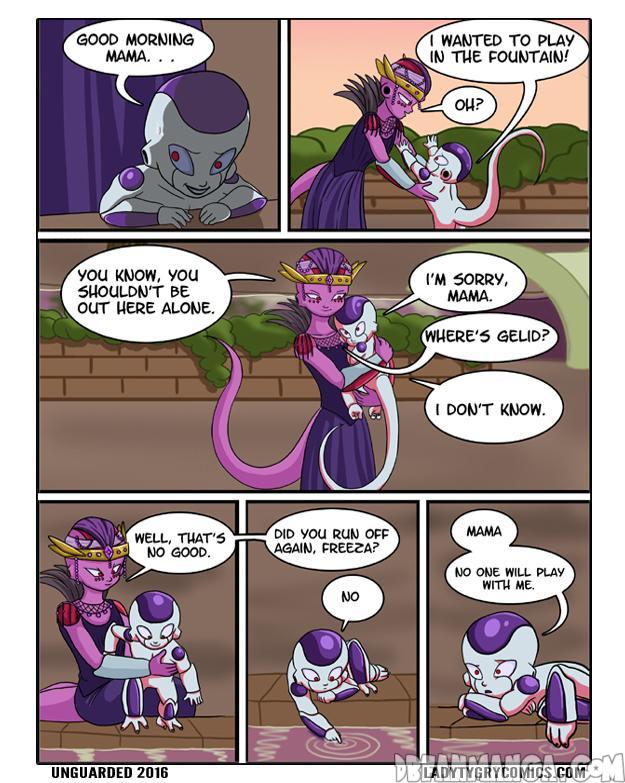 GOOD MORNING
MAMA. . .
I WANTED TO PLAY
IN THE FOUNTAIN!
OH?
YOU KNOW, YOU
SHOULDN'T BE
OUT HERE ALONE.
I'M SORRY,
MAMA.
WHERE'S GELID?
I DON'T KNOW.
WELL, THAT'S
NO GOOD.
DID YOU RUN OFF
AGAIN, FREEZA?
NO
MAMA
NO ONE WILL PLAY
WITH ME.
UNGUARDED 2016
LADYTYGRYCOMICS.COM
DBFANMANGA.COM